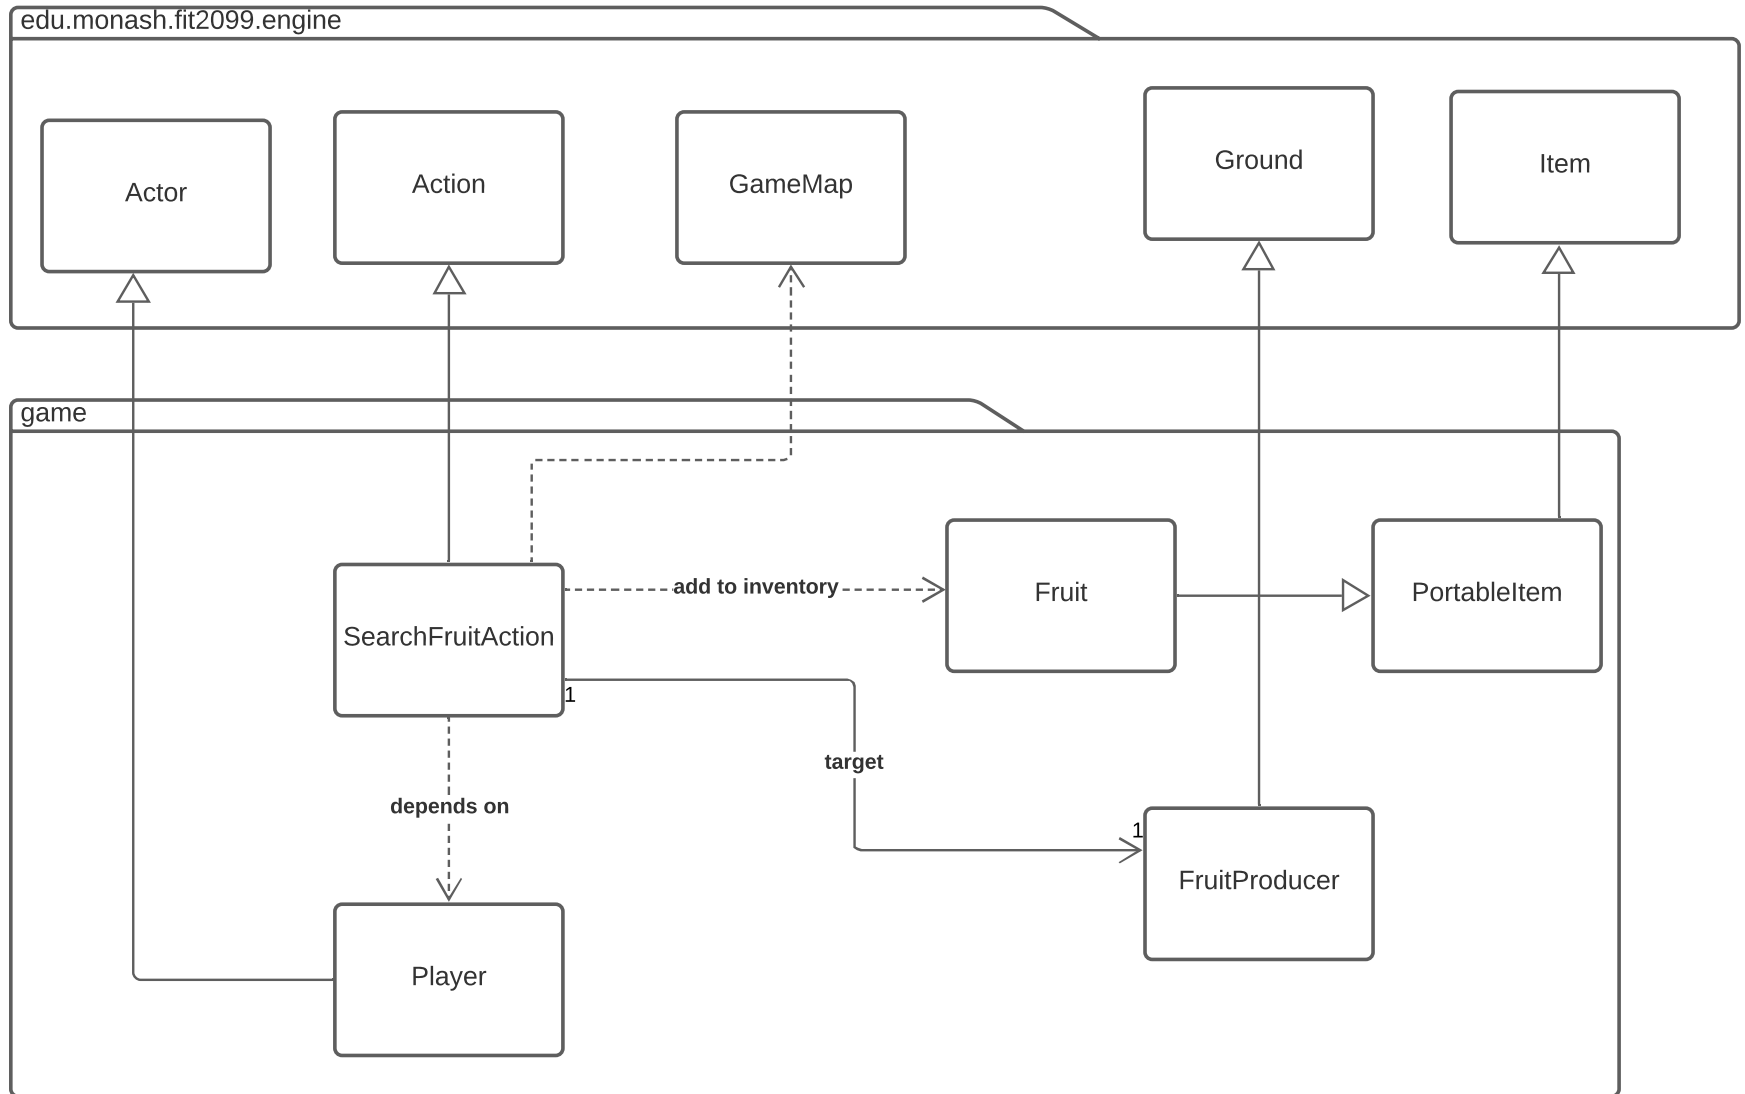 edu.monash.fit2099.engine
Actor
Action
GameMap
Ground
Item
game
SearchFruitAction
add to inventory
Fruit
PortableItem
1
target
depends on
1
FruitProducer
Player